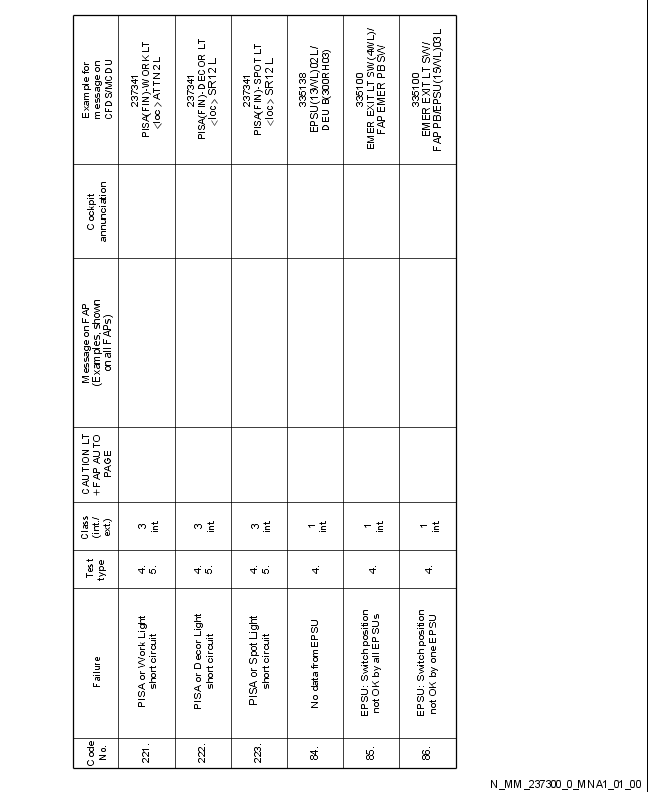 Code
No.
Failure
Test
type
Class
(int./
ext.)
CAUTION LT
+ FAP AUTO
PAGE
Message on FAP
(Examples, shown
on all FAPs)
Cockpit
annunciation
Example for
message on
CFDS/MCDU
221.
PISA or Work Light
short circuit
4.
5.
3
int.
237341
PISA(FIN)-WORK LT
<loc> ATTN 2 L
222.
PISA or Decor Light
short circuit
4.
5.
3
int.
237341
PISA(FIN)-DECOR LT
<loc> SR12 L
223.
PISA or Spot Light
short circuit
4.
5.
3
int.
237341
PISA(FIN)-SPOT LT
<loc> SR12 L
84.
No data from EPSU
4.
1
int.
335138
EPSU(13WL)02L/
DEU B(300RH03)
85.
EPSU: Switch position
not OK by all EPSUs
4.
1
int.
335100
EMER EXIT LT SW(4WL)/
FAP EMER PB SW
86.
EPSU: Switch position
not OK by one EPSU
4.
1
int.
335100
EMER EXIT LT SW/
FAP PB/EPSU(15WL)03L
N_MM_237300_0_MNA1_01_00